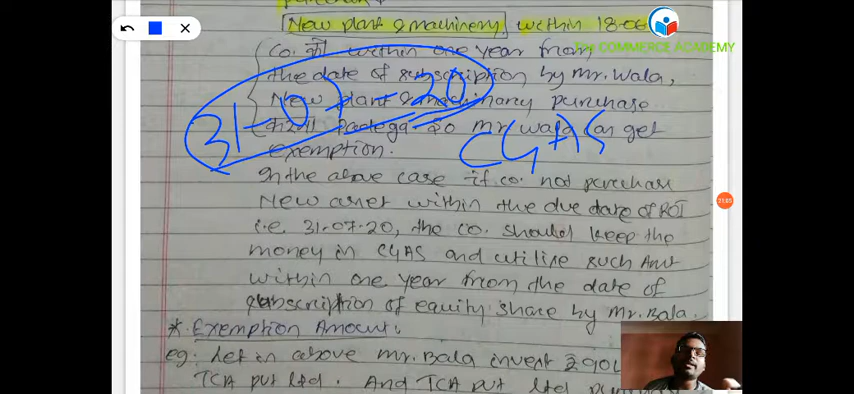 New plant & machinery within 18-06
The COMMERCE ACADEMY
co. को within one year from
the date of subscription by Mr. Wala,
New plant & machinary purchase
करना Padega so Mr wala can get
exemption.
31-07-20
CGAS
In the above case if co. not purchase
New asset within the due date of ROI
i.e. 31-07-20, the co. should keep the
money in CGAS and utilise such Amt
within one year from the date of
subscription of equity share by Mr. Bala.
* Exemption Amount:
eg: Let in above Mr. Bala invest 290L
TCA Pvt Ltd. And TCA Pvt Ltd